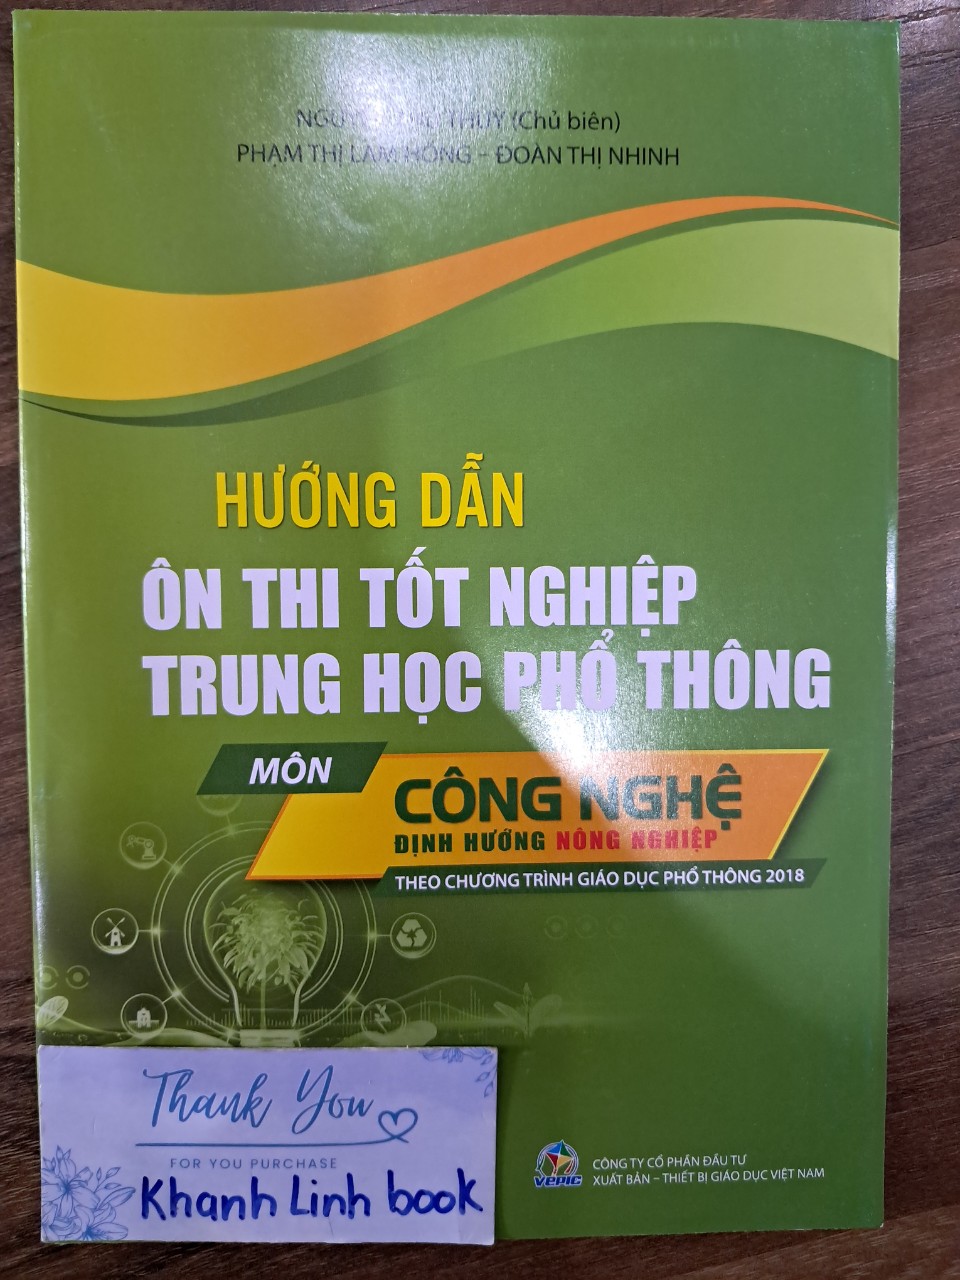 THÚY (Chủ biên)
PHẠM THỊ LAM HỒNG – ĐOÀN THỊ NHINH
HƯỚNG DẪN
ÔN THI TỐT NGHIỆP
TRUNG HỌC PHỔ THÔNG
MÔN
CÔNG NGHỆ
ĐỊNH HƯỚNG NÔNG NGHIỆP
THEO CHƯƠNG TRÌNH GIÁO DỤC PHỔ THÔNG 2018
Thank You
FOR YOU PURCHASE
Khanh Linh book
VEPIC
CÔNG TY CỔ PHẦN ĐẦU TƯ
XUẤT BẢN – THIẾT BỊ GIÁO DỤC VIỆT NAM